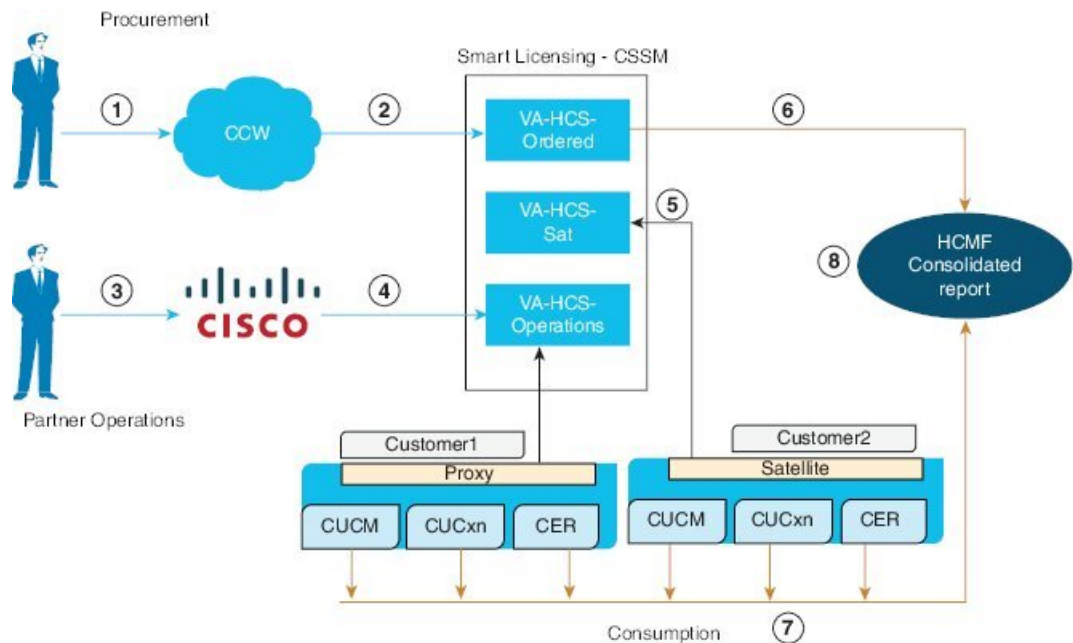 Procurement
Smart Licensing - CSSM
1
CCW
2
VA-HCS-
Ordered
6
VA-HCS-
Sat
5
HCMF
Consolidated
report
8
3
CISCO
4
VA-HCS-
Operations
Partner Operations
Customer1
Proxy
CUCM
CUCxn
CER
Customer2
Satellite
CUCM
CUCxn
CER
7
Consumption